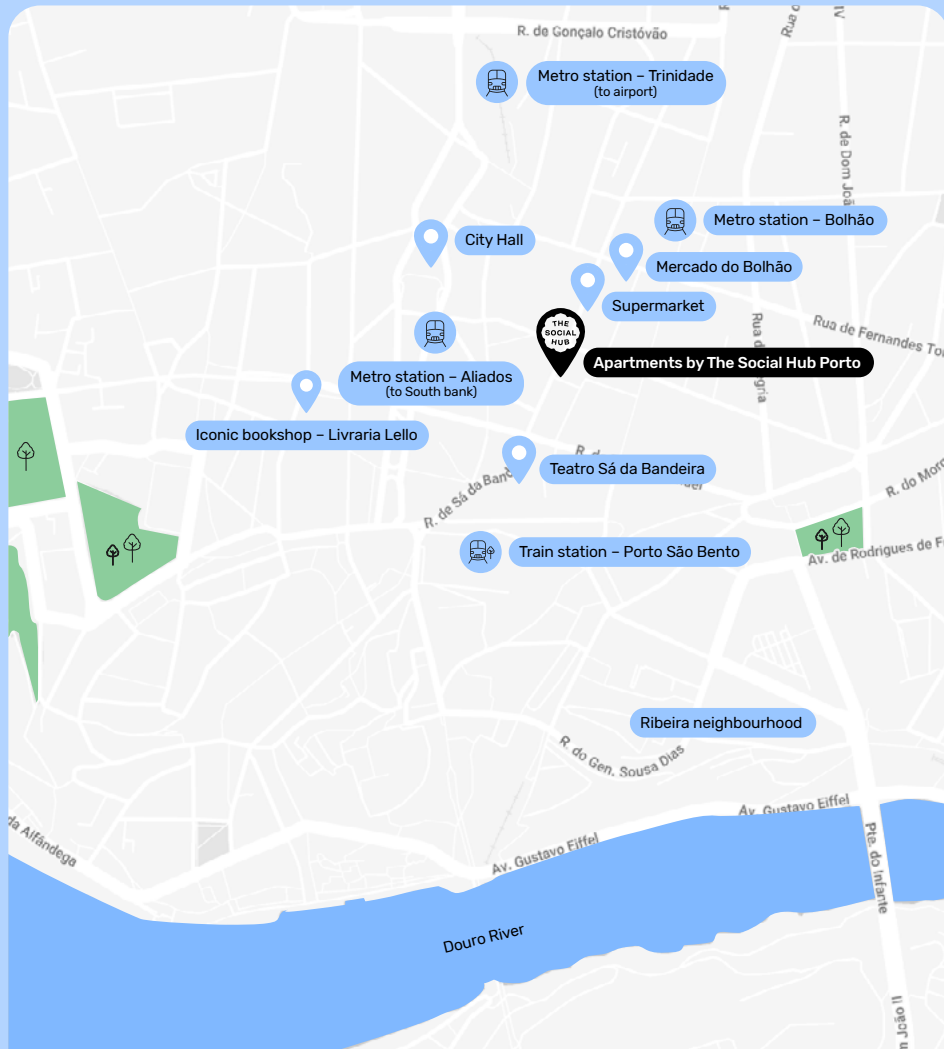 R. de Gonçalo Cristóvão
Metro station – Trinidade
(to airport)
R. de Dom Joã
Metro station – Bolhão
City Hall
Mercado do Bolhão
Supermarket
THE
SOCIAL
HUB
Rua de Fernandes To
Apartments by The Social Hub Porto
Metro station – Aliados
(to South bank)
Iconic bookshop – Livraria Lello
Teatro Sá da Bandeira
R. de Sá da Band
R. do Mor
Train station – Porto São Bento
Av. de Rodrigues de F
Ribeira neighbourhood
R. do Gen. Sousa Dias
Av. Gustavo Eiffel
da Alfândega
Av. Gustavo Eiffel
Pte. do Infante
Douro River